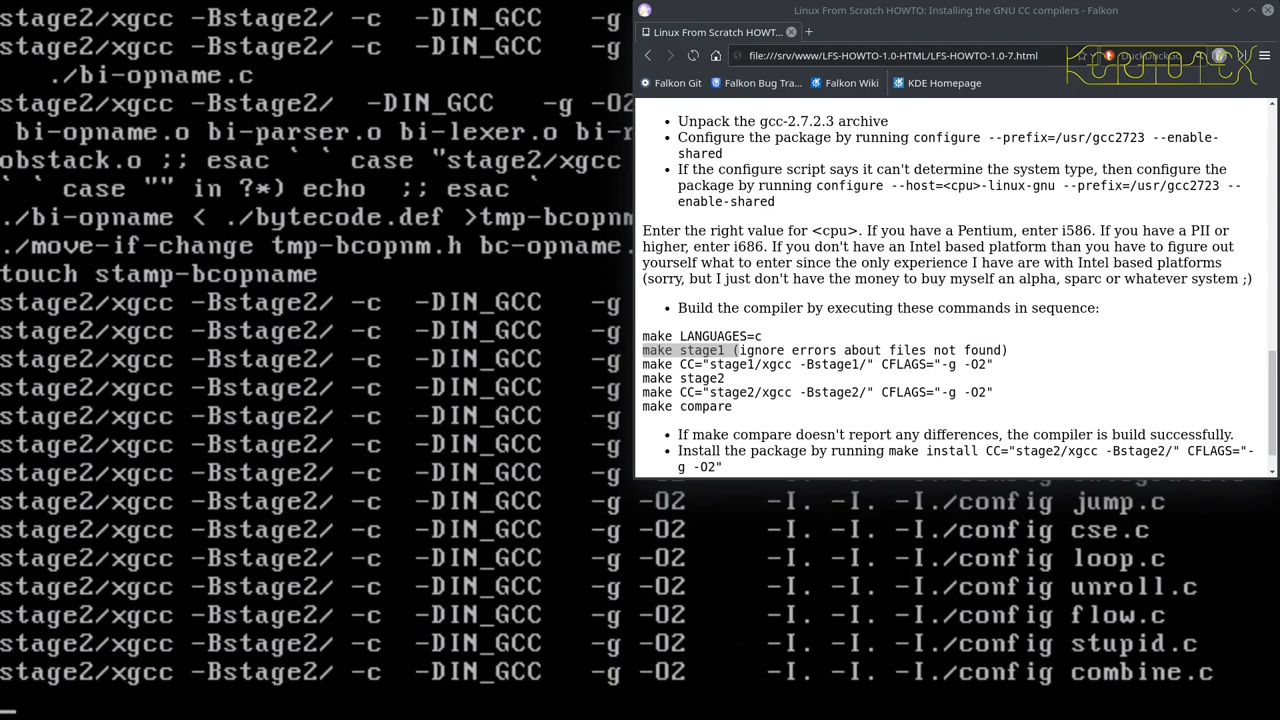 stage2/xgcc -Bstage2/ -c -DIN_GCC -g
stage2/xgcc -Bstage2/ -c -DIN_GCC -g
./bi-opname.c
stage2/xgcc -Bstage2/ -DIN_GCC -g -O2
bi-opname.o bi-parser.o bi-lexer.o bi-r
obstack.o ;; esac ` ` case "stage2/xgcc
` ` case "" in ?*) echo ;; esac `
./bi-opname < ./bytecode.def >tmp-bcopnm
./move-if-change tmp-bcopnm.h bc-opname.
touch stamp-bcopname
stage2/xgcc -Bstage2/ -c -DIN_GCC -g
stage2/xgcc -Bstage2/ -c -DIN_GCC -g
stage2/xgcc -Bstage2/ -c -DIN_GCC -g
stage2/xgcc -Bstage2/ -c -DIN_GCC -g
stage2/xgcc -Bstage2/ -c -DIN_GCC -g
stage2/xgcc -Bstage2/ -c -DIN_GCC -g
stage2/xgcc -Bstage2/ -c -DIN_GCC -g
stage2/xgcc -Bstage2/ -c -DIN_GCC -g -O2 -I. -I. -I./config jump.c
stage2/xgcc -Bstage2/ -c -DIN_GCC -g -O2 -I. -I. -I./config cse.c
stage2/xgcc -Bstage2/ -c -DIN_GCC -g -O2 -I. -I. -I./config loop.c
stage2/xgcc -Bstage2/ -c -DIN_GCC -g -O2 -I. -I. -I./config unroll.c
stage2/xgcc -Bstage2/ -c -DIN_GCC -g -O2 -I. -I. -I./config flow.c
stage2/xgcc -Bstage2/ -c -DIN_GCC -g -O2 -I. -I. -I./config stupid.c
stage2/xgcc -Bstage2/ -c -DIN_GCC -g -O2 -I. -I. -I./config combine.c
Linux From Scratch HOWTO: Installing the GNU CC compilers - Falkon
Linux From Scratch HOWT...
file:///srv/www/LFS-HOWTO-1.0-HTML/LFS-HOWTO-1.0-7.html
Falkon Git Falkon Bug Tra... Falkon Wiki KDE Homepage
• Unpack the gcc-2.7.2.3 archive
• Configure the package by running configure --prefix=/usr/gcc2723 --enable-
shared
• If the configure script says it can't determine the system type, then configure the
package by running configure --host=<cpu>-linux-gnu --prefix=/usr/gcc2723 --
enable-shared
Enter the right value for <cpu>. If you have a Pentium, enter i586. If you have a PII or
higher, enter i686. If you don't have an Intel based platform than you have to figure out
yourself what to enter since the only experience I have are with Intel based platforms
(sorry, but I just don't have the money to buy myself an alpha, sparc or whatever system ;)
• Build the compiler by executing these commands in sequence:
make LANGUAGES=c
make stage1 (ignore errors about files not found)
make CC="stage1/xgcc -Bstage1/" CFLAGS="-g -O2"
make stage2
make CC="stage2/xgcc -Bstage2/" CFLAGS="-g -O2"
make compare
• If make compare doesn't report any differences, the compiler is build successfully.
• Install the package by running make install CC="stage2/xgcc -Bstage2/" CFLAGS="-
g -O2"